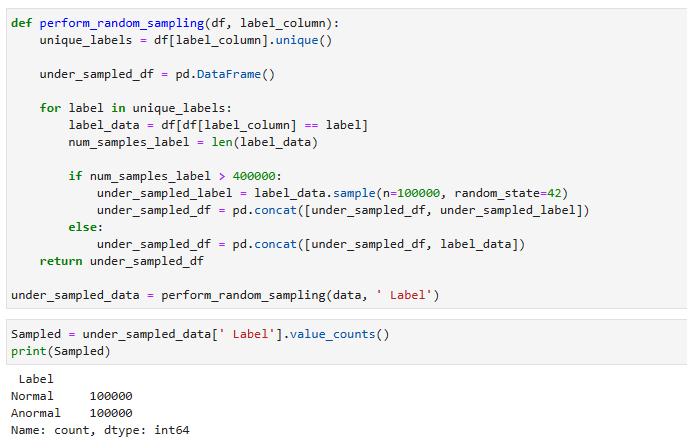 def perform_random_sampling(df, label_column):
    unique_labels = df[label_column].unique()
    under_sampled_df = pd.DataFrame()
    for label in unique_labels:
        label_data = df[df[label_column] == label]
        num_samples_label = len(label_data)
        if num_samples_label > 400000:
            under_sampled_label = label_data.sample(n=100000, random_state=42)
            under_sampled_df = pd.concat([under_sampled_df, under_sampled_label])
        else:
            under_sampled_df = pd.concat([under_sampled_df, label_data])
    return under_sampled_df
under_sampled_data = perform_random_sampling(data, ' Label')
Sampled = under_sampled_data[' Label'].value_counts()
print(Sampled)
 Label
Normal     100000
Anormal    100000
Name: count, dtype: int64